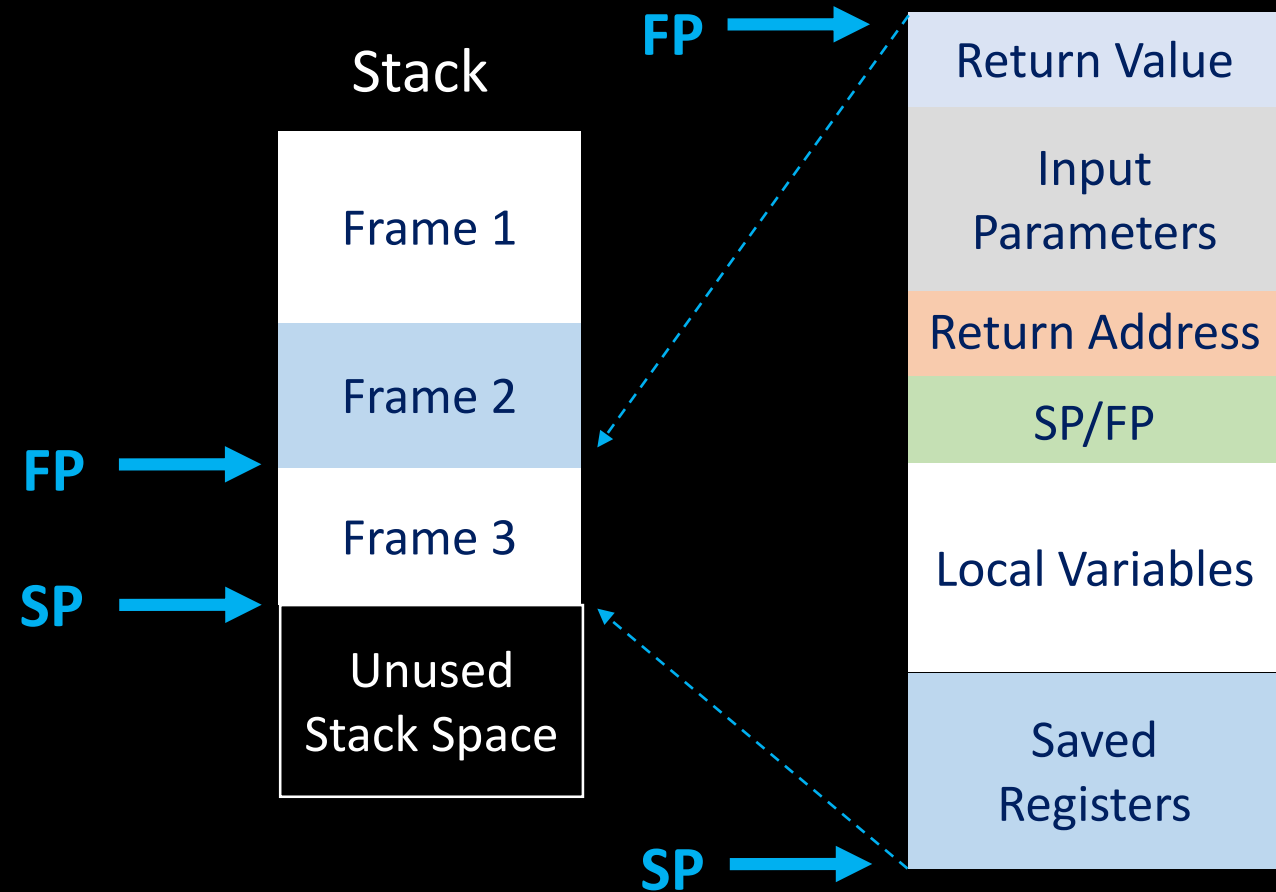 Stack
Frame 1
Frame 2
FP
Frame 3
SP
Unused
Stack Space
FP
Return Value
Input
Parameters
Return Address
SP/FP
Local Variables
Saved
Registers
SP